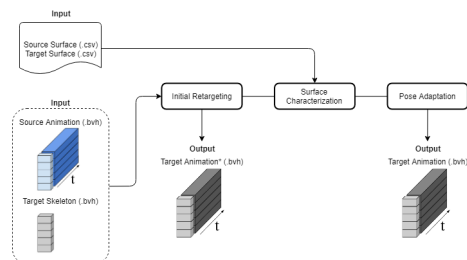 Input
Source Surface (.csv)
Target Surface (.csv)
Input
Source Animation (.bvh)
t
Target Skeleton (.bvh)
Initial Retargeting
Surface
Characterization
Pose Adaptation
Output
Target Animation* (.bvh)
t
Output
Target Animation (.bvh)
t